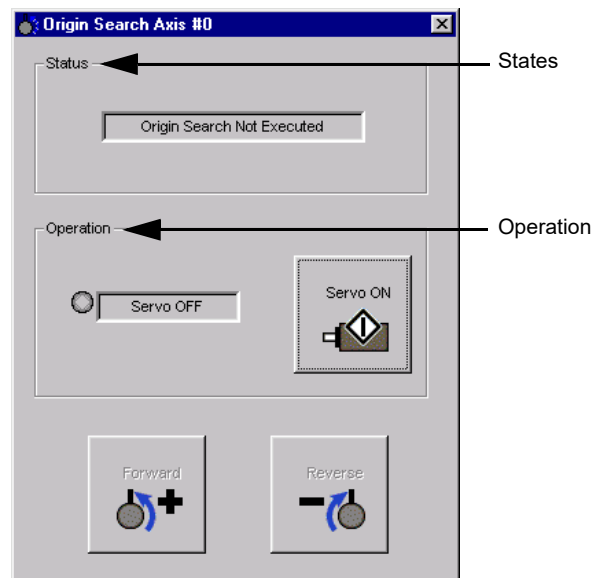 Origin Search Axis #0
Status
States
Origin Search Not Executed
Operation
Operation
Servo OFF
Servo ON
Forward
Reverse